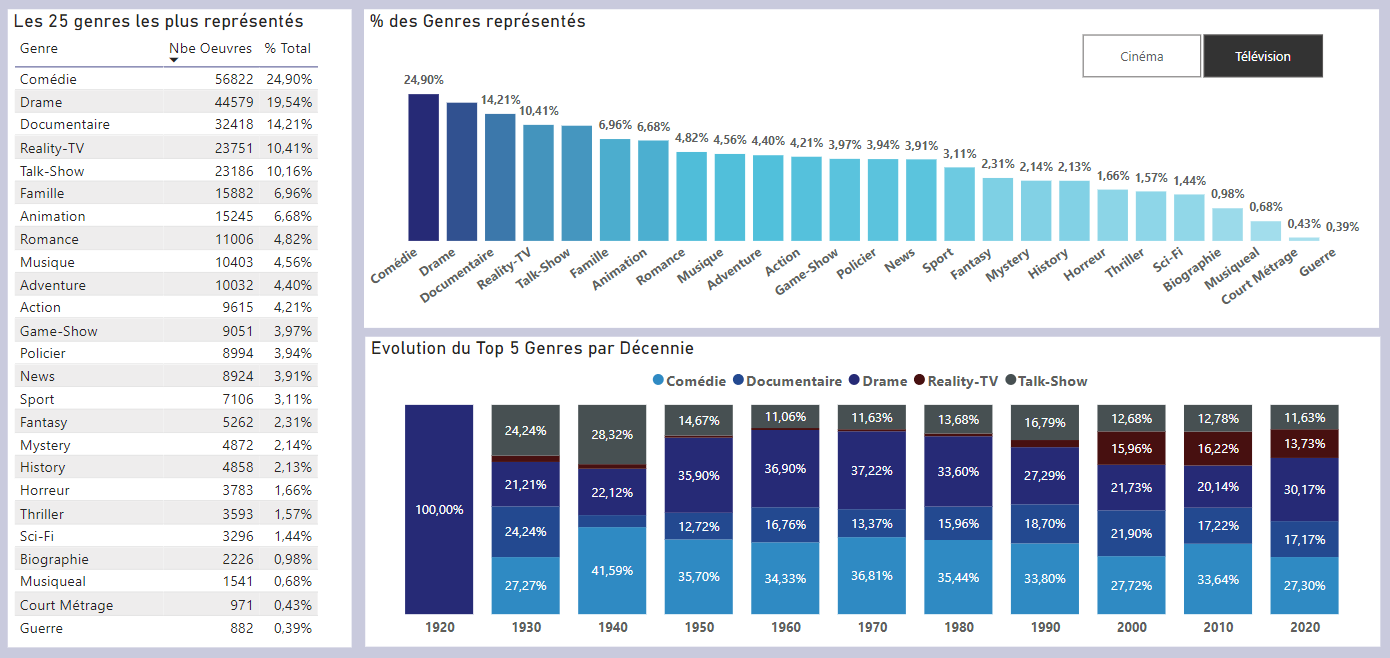 Les 25 genres les plus représentés
Genre Nbe Oeuvres % Total
Comédie 56822 24,90%
Drame 44579 19,54%
Documentaire 32418 14,21%
Reality-TV 23751 10,41%
Talk-Show 23186 10,16%
Famille 15882 6,96%
Animation 15245 6,68%
Romance 11006 4,82%
Musique 10403 4,56%
Adventure 10032 4,40%
Action 9615 4,21%
Game-Show 9051 3,97%
Policier 8994 3,94%
News 8924 3,91%
Sport 7106 3,11%
Fantasy 5262 2,31%
Mystery 4872 2,14%
History 4858 2,13%
Horreur 3783 1,66%
Thriller 3593 1,57%
Sci-Fi 3296 1,44%
Biographie 2226 0,98%
Musiqueal 1541 0,68%
Court Métrage 971 0,43%
Guerre 882 0,39%
% des Genres représentés
Cinéma Télévision
24,90% 14,21% 10,41% 6,96% 6,68% 4,82% 4,56% 4,40% 4,21% 3,97% 3,94% 3,91% 3,11% 2,31% 2,14% 2,13% 1,66% 1,57% 1,44% 0,98% 0,68% 0,43% 0,39%
Comédie Drame Documentaire Reality-TV Talk-Show Famille Animation Romance Musique Adventure Action Game-Show Policier News Sport Fantasy Mystery History Horreur Thriller Sci-Fi Biographie Musiqueal Court Métrage Guerre
Evolution du Top 5 Genres par Décennie
Comédie Documentaire Drame Reality-TV Talk-Show
24,24% 28,32% 14,67% 11,06% 11,63% 13,68% 16,79% 12,68% 12,78% 11,63%
15,96% 16,22% 13,73%
100,00% 21,21% 22,12% 35,90% 36,90% 37,22% 33,60% 27,29% 21,73% 20,14% 30,17%
24,24% 12,72% 16,76% 13,37% 15,96% 18,70% 21,90% 17,22% 17,17%
27,27% 41,59% 35,70% 34,33% 36,81% 35,44% 33,80% 27,72% 33,64% 27,30%
1920 1930 1940 1950 1960 1970 1980 1990 2000 2010 2020